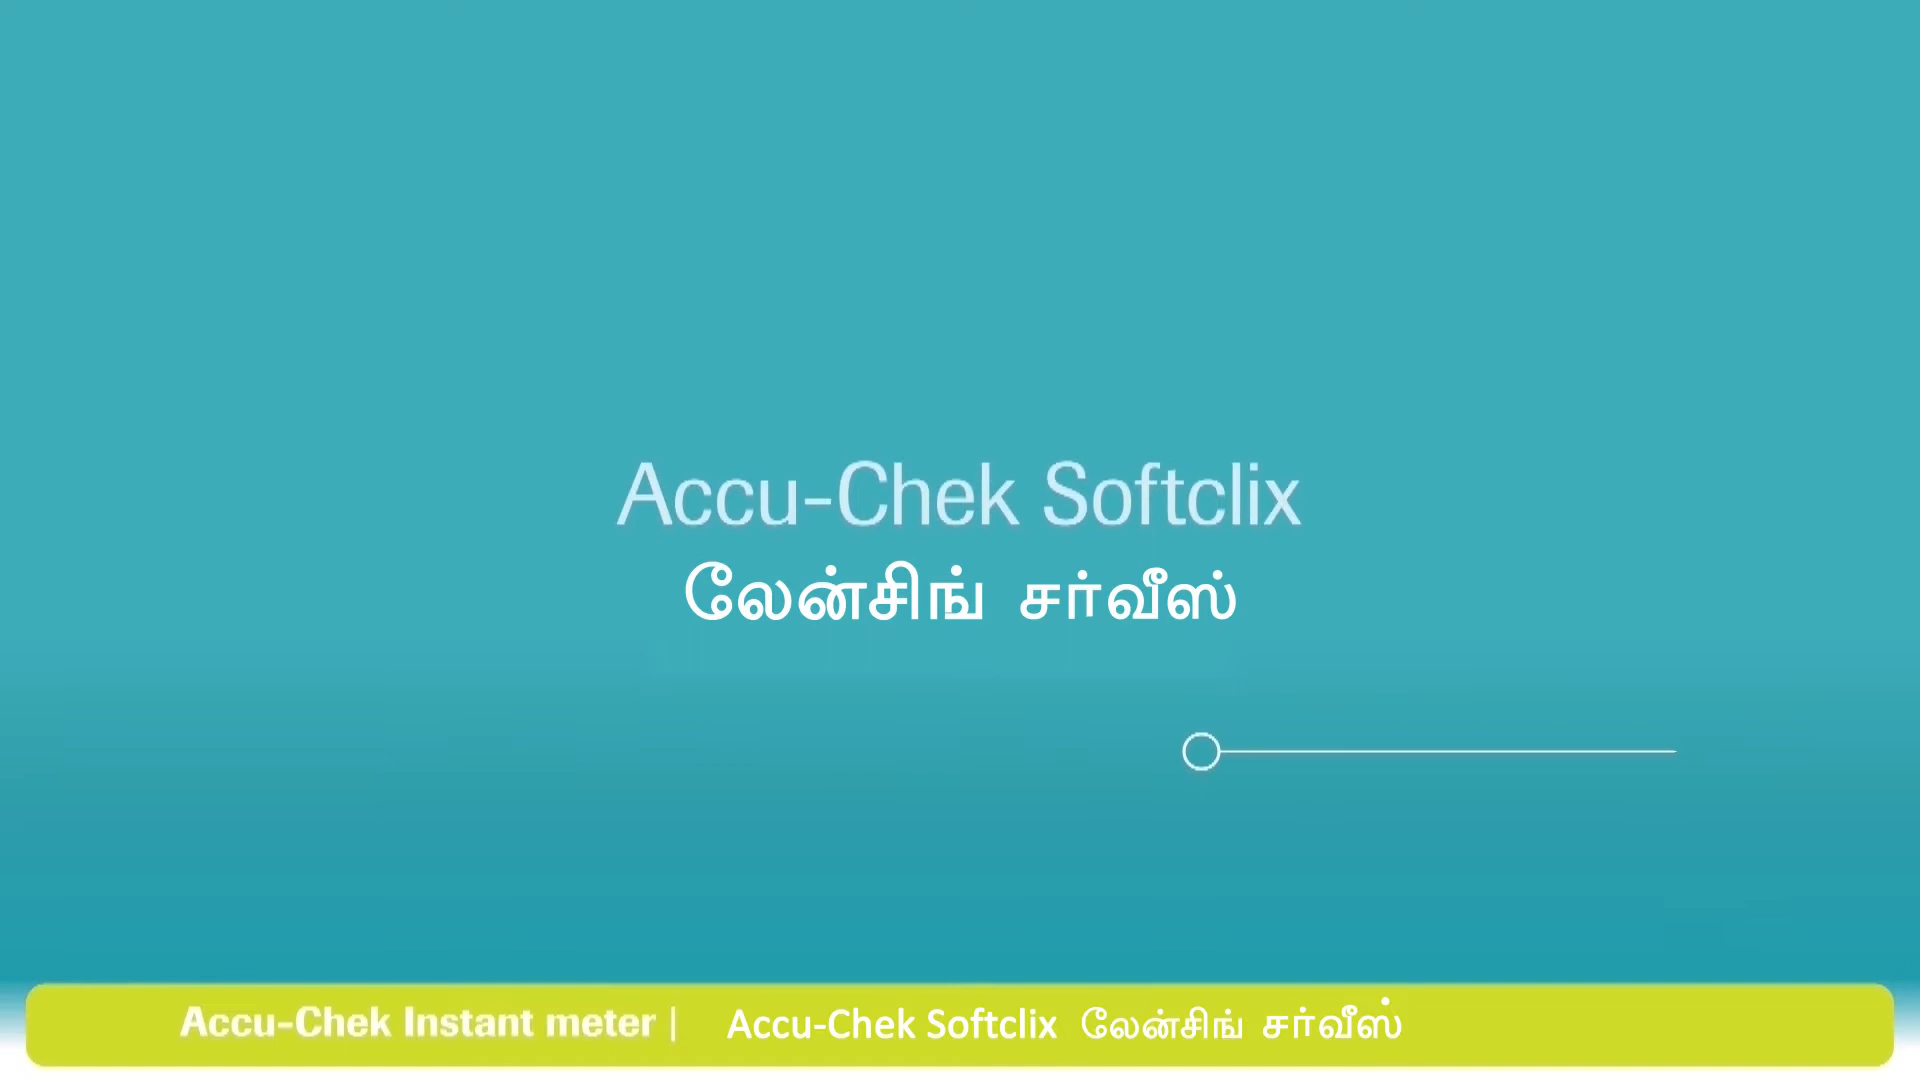 Accu-Chek Softclix
லேன்சிங் சர்வீஸ்
Accu-Chek Instant meter | Accu-Chek Softclix லேன்சிங் சர்வீஸ்